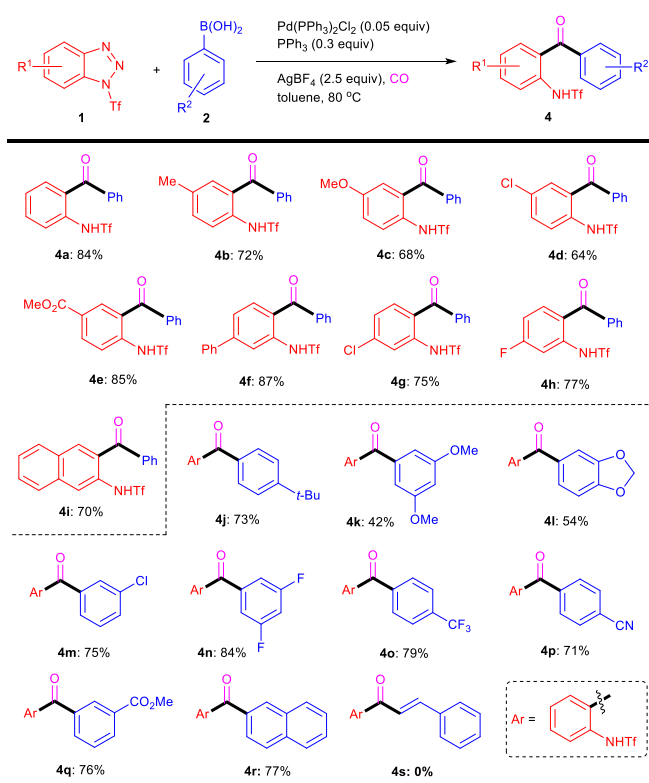 B(OH)₂
Pd(PPh₃)₂Cl₂ (0.05 equiv)
PPh₃ (0.3 equiv)
AgBF₄ (2.5 equiv), CO
toluene, 80 ºC
R¹
N
N
N
Tf
1
+
R²
2
O
R¹
R²
NHTf
4
O
Ph
NHTf
4a: 84%
Me
O
Ph
NHTf
4b: 72%
MeO
O
Ph
NHTf
4c: 68%
Cl
O
Ph
NHTf
4d: 64%
MeO₂C
O
Ph
NHTf
4e: 85%
O
Ph
Ph
NHTf
4f: 87%
O
Ph
Cl
NHTf
4g: 75%
O
Ph
F
NHTf
4h: 77%
O
Ph
NHTf
4i: 70%
O
Ar
t-Bu
4j: 73%
O
Ar
OMe
OMe
4k: 42%
O
Ar
O
O
4l: 54%
O
Ar
Cl
4m: 75%
O
Ar
F
F
4n: 84%
O
Ar
CF₃
4o: 79%
O
Ar
CN
4p: 71%
O
Ar
CO₂Me
4q: 76%
O
Ar
4r: 77%
O
Ar
4s: 0%
Ar =
NHTf